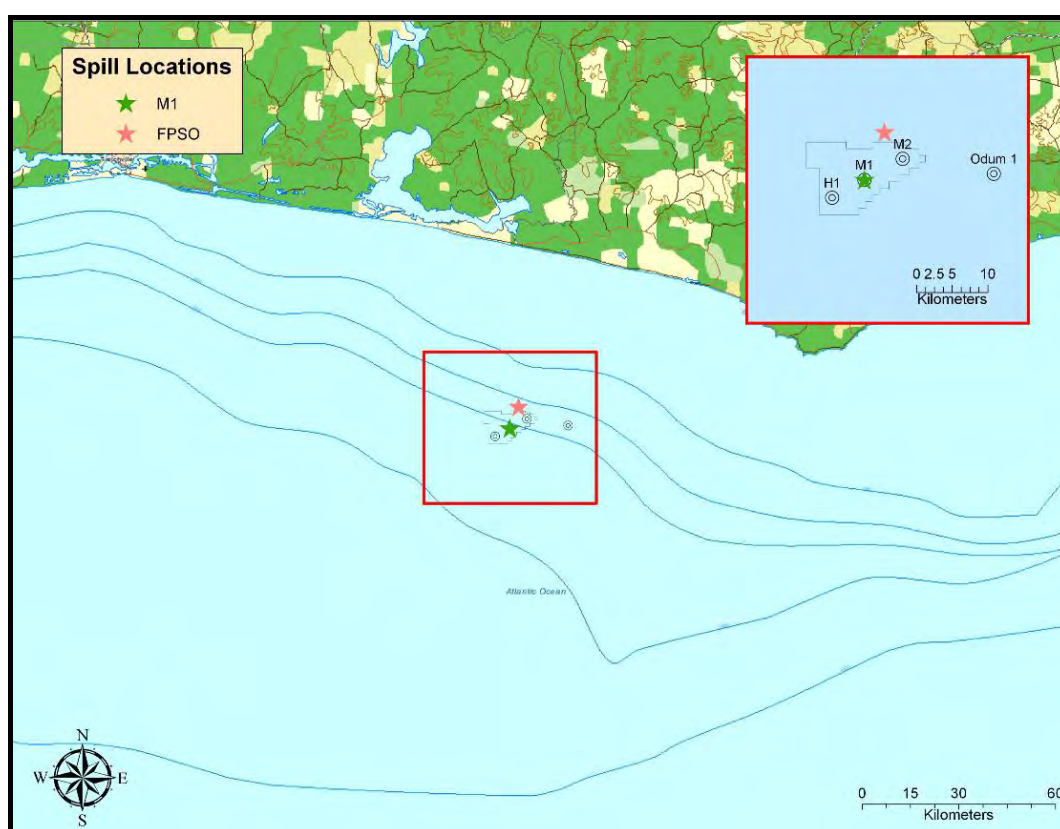 Spill Locations
M1
FPSO
M2
M1
Odum 1
H1
0 2.5 5 10
Kilometers
Atlantic Ocean
N
W E
S
0 15 30 60
Kilometers